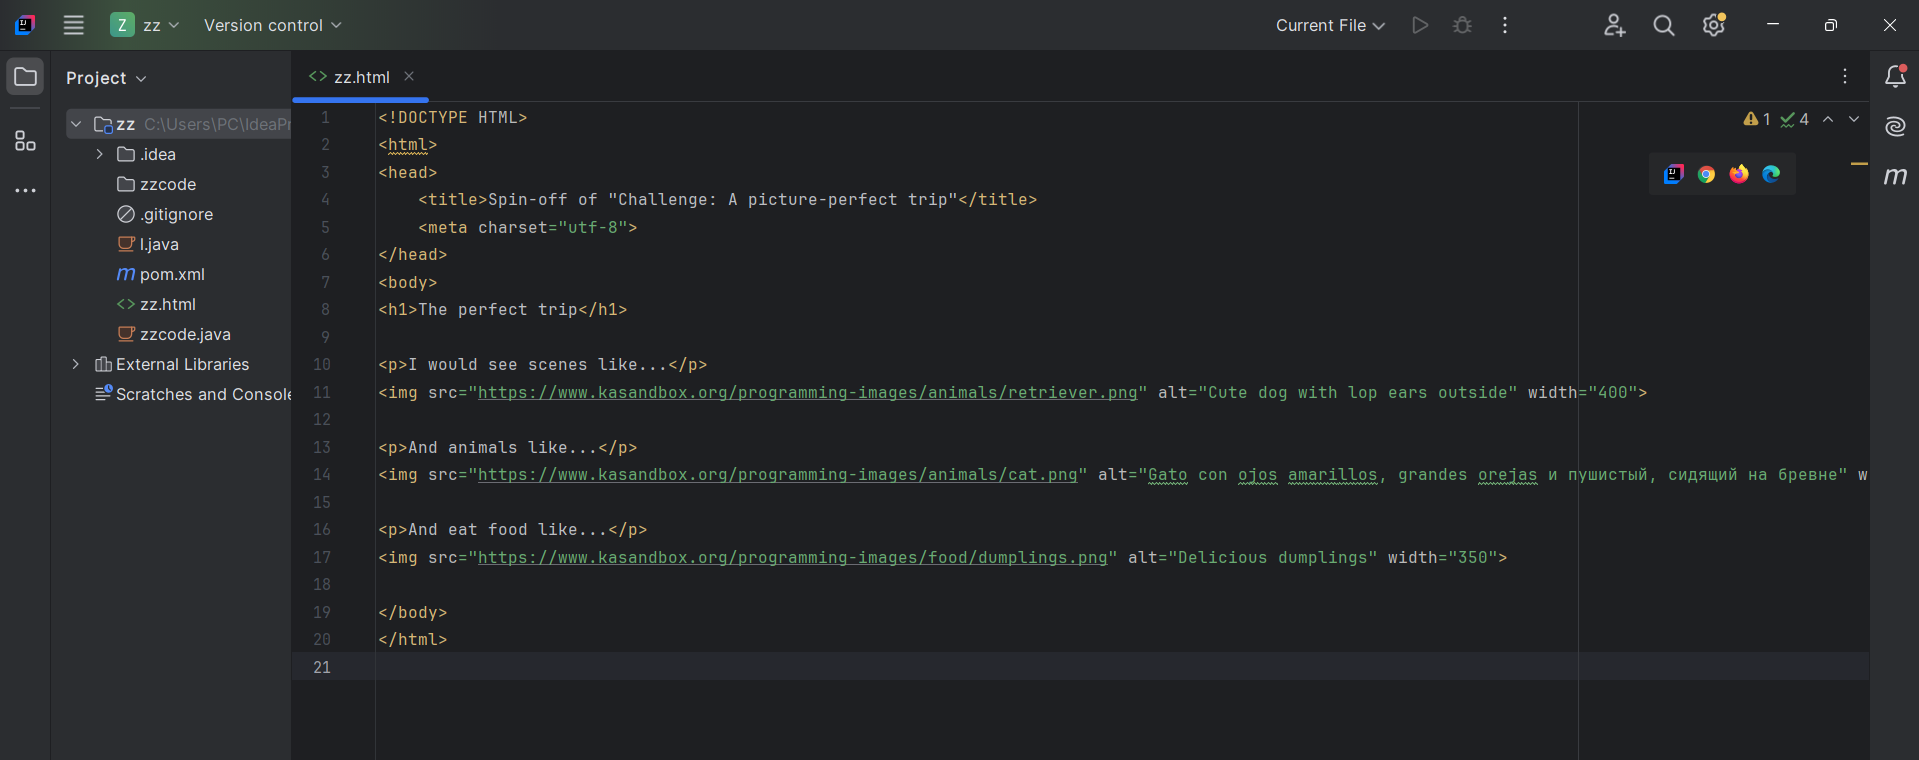 Z zz Version control Current File
Project
zz.html
zz C:\Users\PC\IdeaPr
.idea
zzcode
.gitignore
I.java
m pom.xml
<> zz.html
zzcode.java
External Libraries
Scratches and Console
1 <!DOCTYPE HTML>
2 <html>
3 <head>
4 <title>Spin-off of "Challenge: A picture-perfect trip"</title>
5 <meta charset="utf-8">
6 </head>
7 <body>
8 <h1>The perfect trip</h1>
9
10 <p>I would see scenes like...</p>
11 <img src="https://www.kasandbox.org/programming-images/animals/retriever.png" alt="Cute dog with lop ears outside" width="400">
12
13 <p>And animals like...</p>
14 <img src="https://www.kasandbox.org/programming-images/animals/cat.png" alt="Gato con ojos amarillos, grandes orejas и пушистый, сидящий на бревне" w
15
16 <p>And eat food like...</p>
17 <img src="https://www.kasandbox.org/programming-images/food/dumplings.png" alt="Delicious dumplings" width="350">
18
19 </body>
20 </html>
21
1 4
m